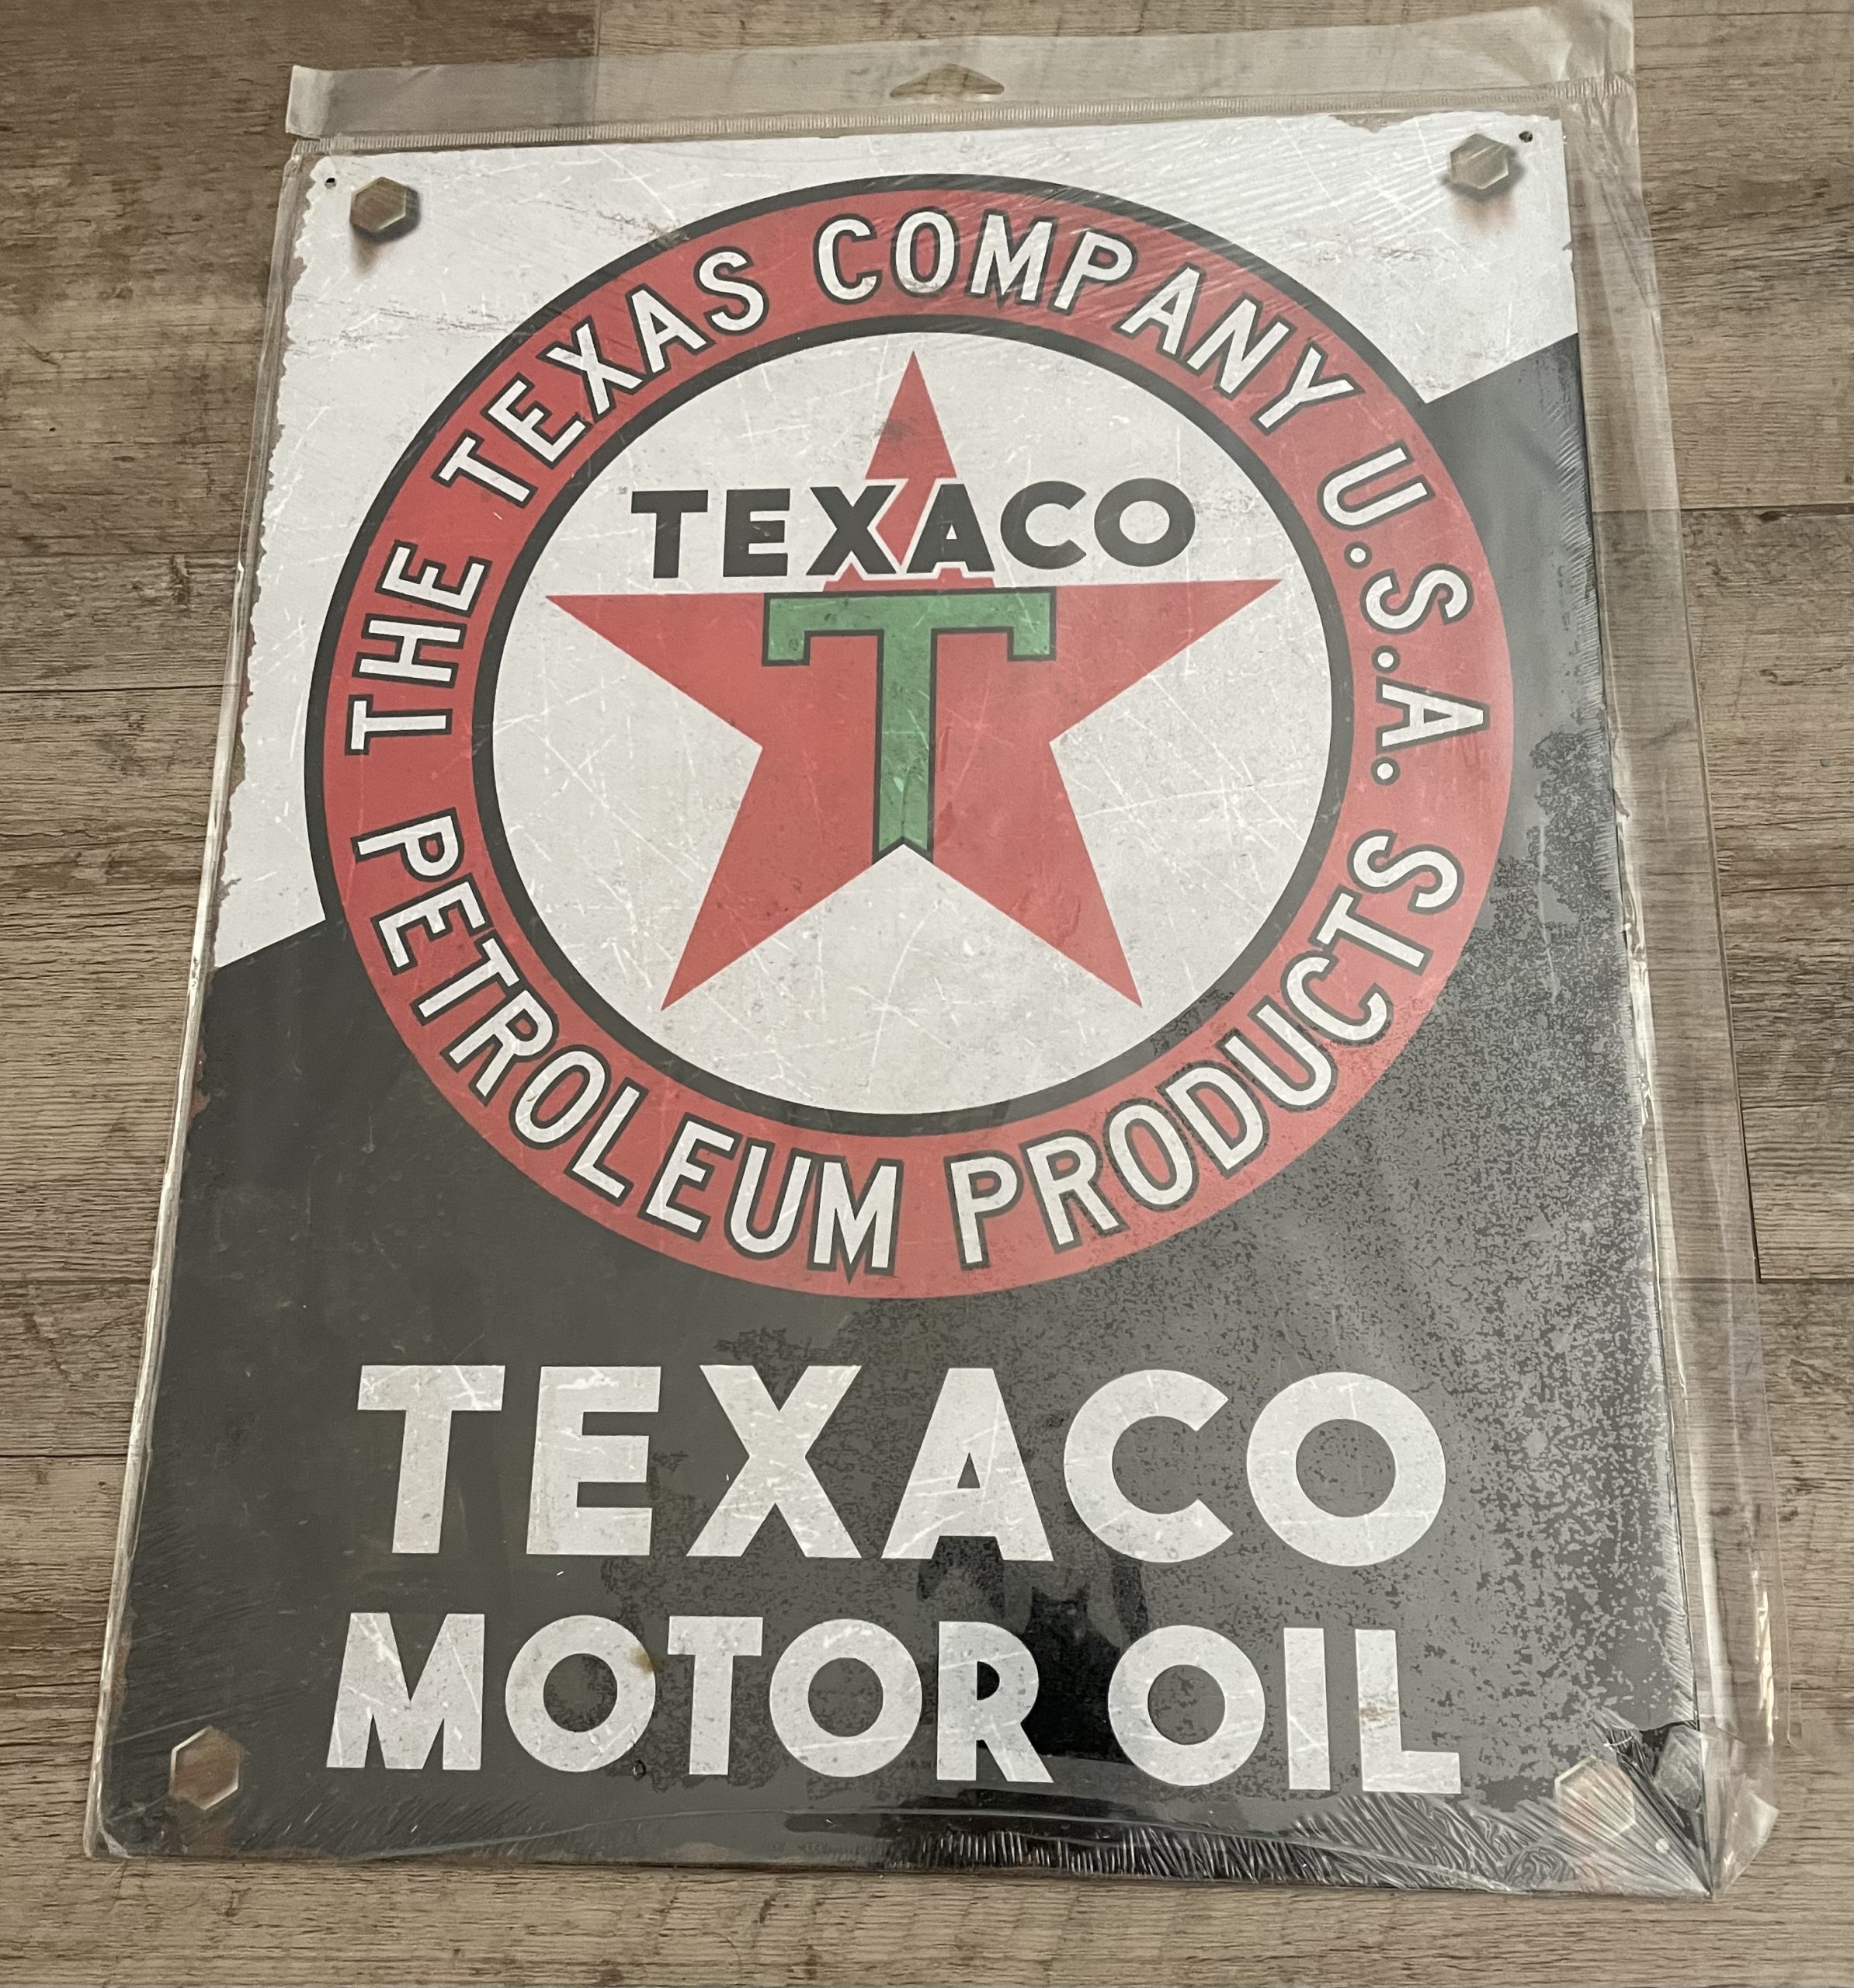 THE TEXAS COMPANY U.S.A.
TEXACO
T
PETROLEUM PRODUCTS
TEXACO
MOTOR OIL